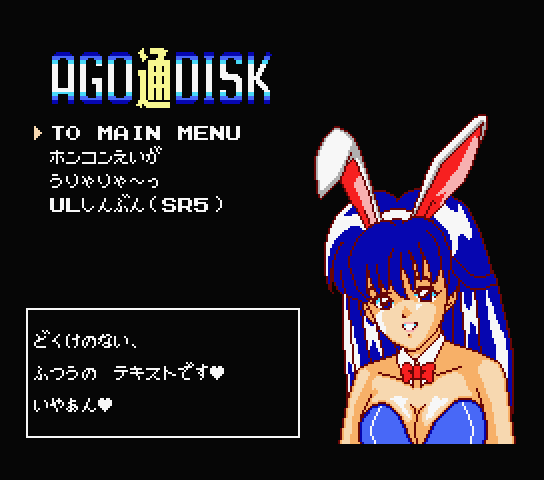 AGO通DISK
TO MAIN MENU
ホンコンえいが
うりゃりゃ〜っ
ULしんぶん(SR5)
どくけのない、
ふつうの テキストです♥
いやぁん♥